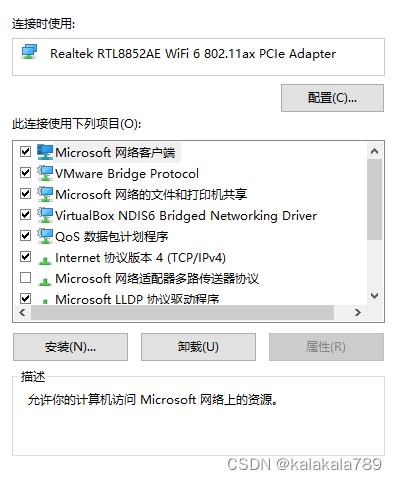 连接时使用:
Realtek RTL8852AE WiFi 6 802.11ax PCIe Adapter
配置(C)...
此连接使用下列项目(O):
Microsoft 网络客户端
VMware Bridge Protocol
Microsoft 网络的文件和打印机共享
VirtualBox NDIS6 Bridged Networking Driver
QoS 数据包计划程序
Internet 协议版本 4 (TCP/IPv4)
Microsoft 网络适配器多路传送器协议
Microsoft LLDP 协议驱动程序
安装(N)... 卸载(U) 属性(R)
描述
允许你的计算机访问 Microsoft 网络上的资源。
CSDN @kalakala789